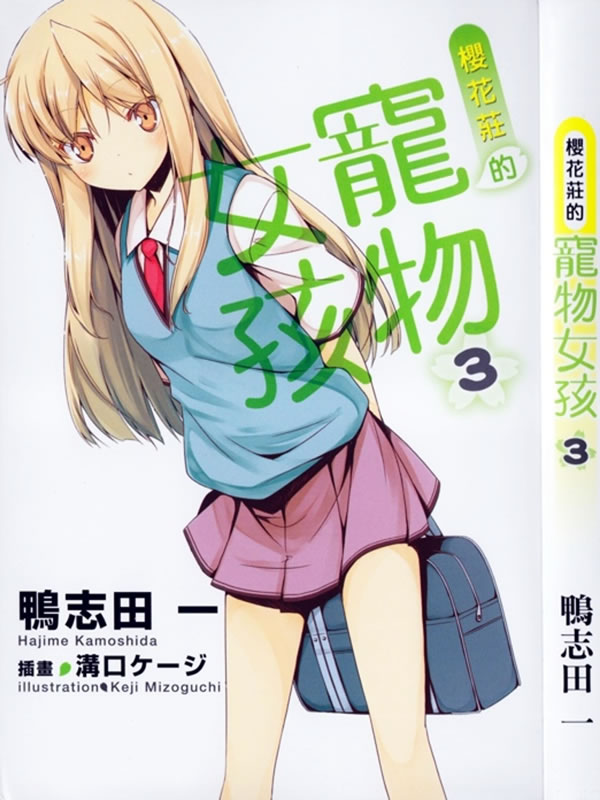 櫻花莊的
寵物
女孩
3
鴨志田 一
Hajime Kamoshida
插畫 溝口ケージ
illustration Keji Mizoguchi
櫻花莊的
寵物女孩
3
鴨志田 一